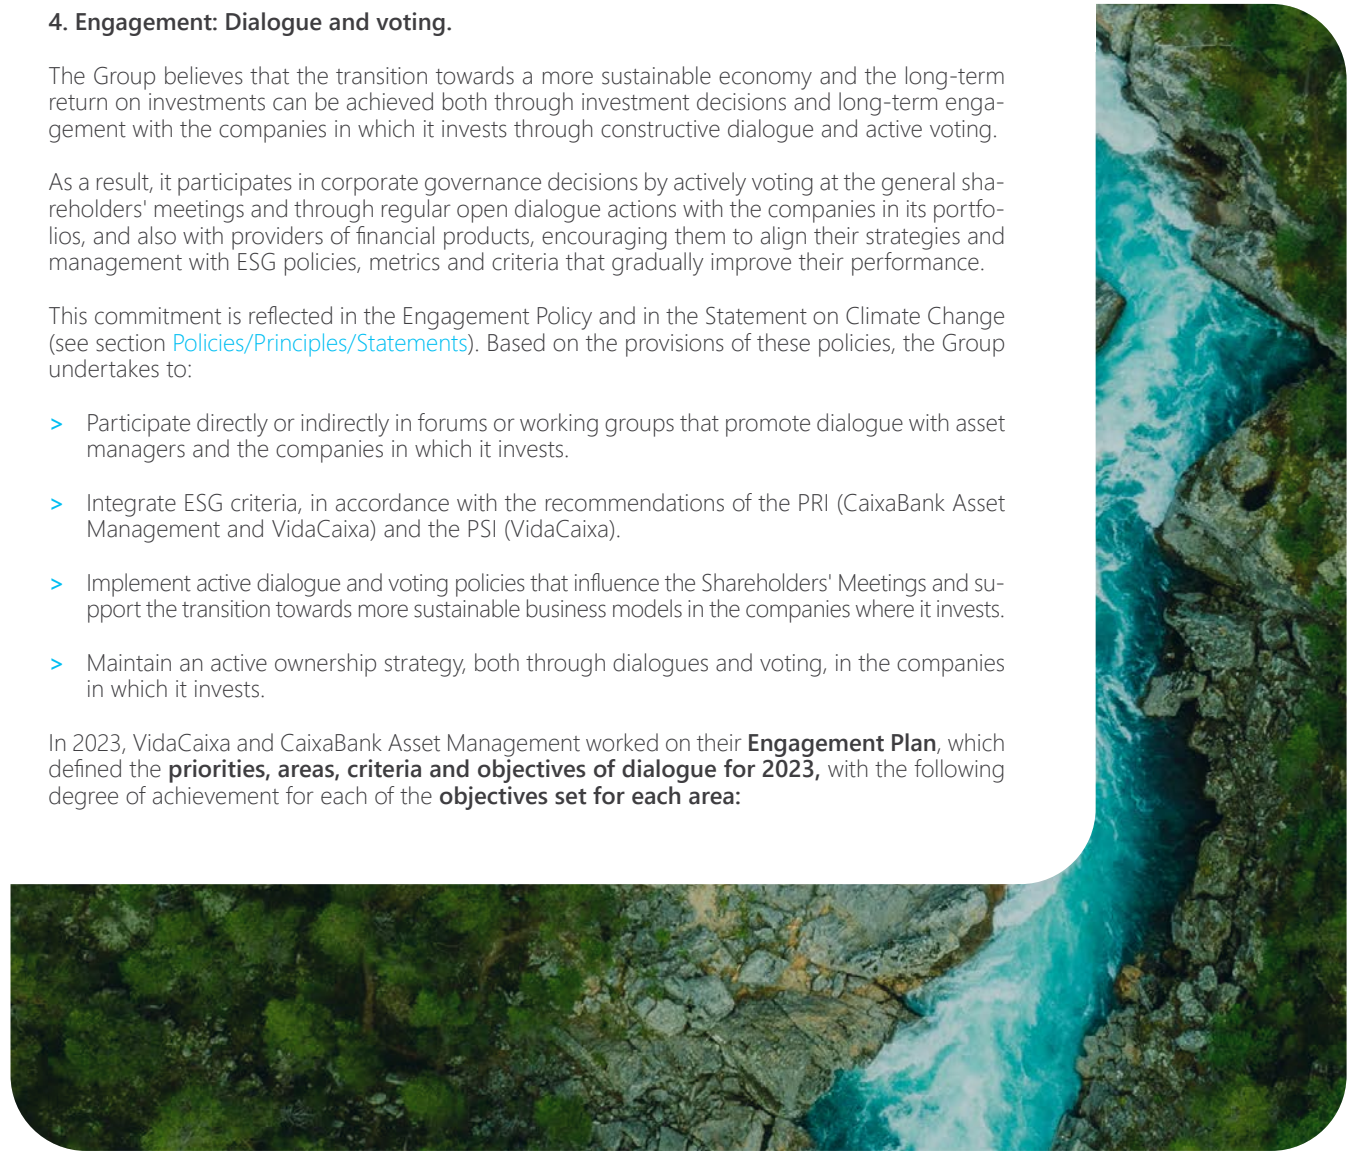 4. Engagement: Dialogue and voting.
The Group believes that the transition towards a more sustainable economy and the long-term
return on investments can be achieved both through investment decisions and long-term enga-
gement with the companies in which it invests through constructive dialogue and active voting.
As a result, it participates in corporate governance decisions by actively voting at the general sha-
reholders' meetings and through regular open dialogue actions with the companies in its portfo-
lios, and also with providers of financial products, encouraging them to align their strategies and
management with ESG policies, metrics and criteria that gradually improve their performance.
This commitment is reflected in the Engagement Policy and in the Statement on Climate Change
(see section Policies/Principles/Statements). Based on the provisions of these policies, the Group
undertakes to:
> Participate directly or indirectly in forums or working groups that promote dialogue with asset
managers and the companies in which it invests.
> Integrate ESG criteria, in accordance with the recommendations of the PRI (CaixaBank Asset
Management and VidaCaixa) and the PSI (VidaCaixa).
> Implement active dialogue and voting policies that influence the Shareholders' Meetings and su-
pport the transition towards more sustainable business models in the companies where it invests.
> Maintain an active ownership strategy, both through dialogues and voting, in the companies
in which it invests.
In 2023, VidaCaixa and CaixaBank Asset Management worked on their Engagement Plan, which
defined the priorities, areas, criteria and objectives of dialogue for 2023, with the following
degree of achievement for each of the objectives set for each area: